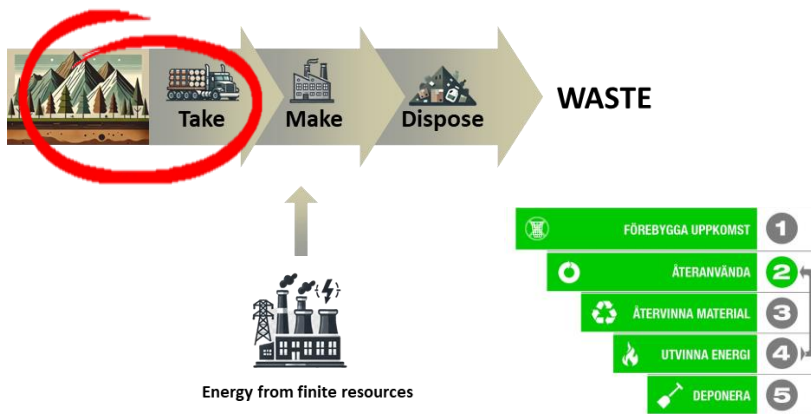 Take
Make
Dispose
WASTE
Energy from finite resources
FÖREBYGGA UPPKOMST 1
ÅTERANVÄNDA 2
ÅTERVINNA MATERIAL 3
UTVINNA ENERGI 4
DEPONERA 5